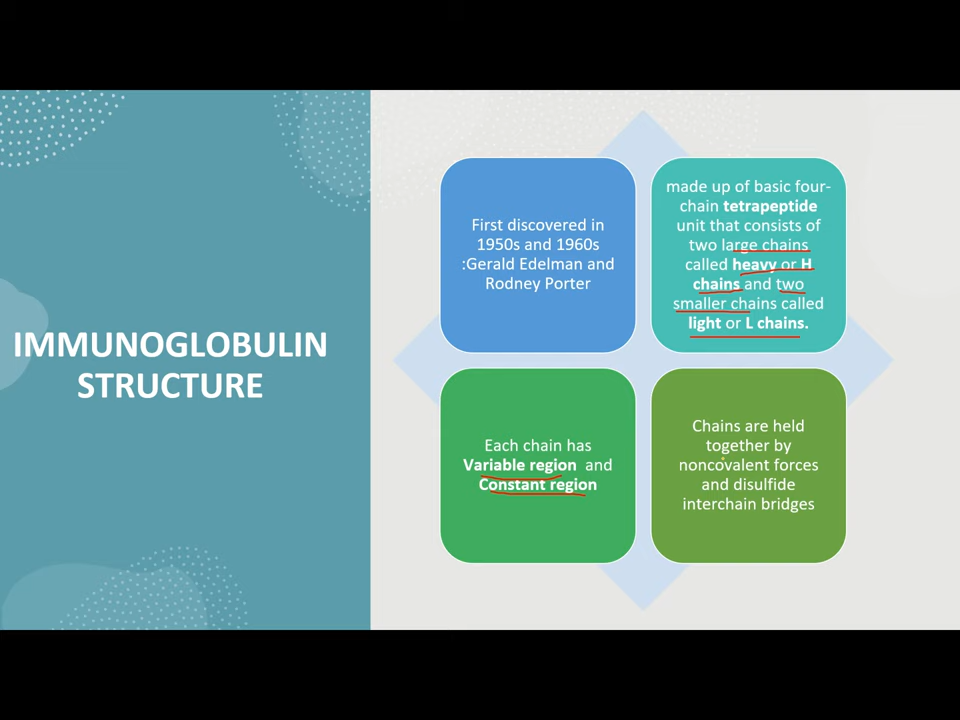 IMMUNOGLOBULIN
STRUCTURE
First discovered in
1950s and 1960s
:Gerald Edelman and
Rodney Porter
made up of basic four-
chain tetrapeptide
unit that consists of
two large chains
called heavy or H
chains and two
smaller chains called
light or L chains.
Each chain has
Variable region and
Constant region
Chains are held
together by
noncovalent forces
and disulfide
interchain bridges